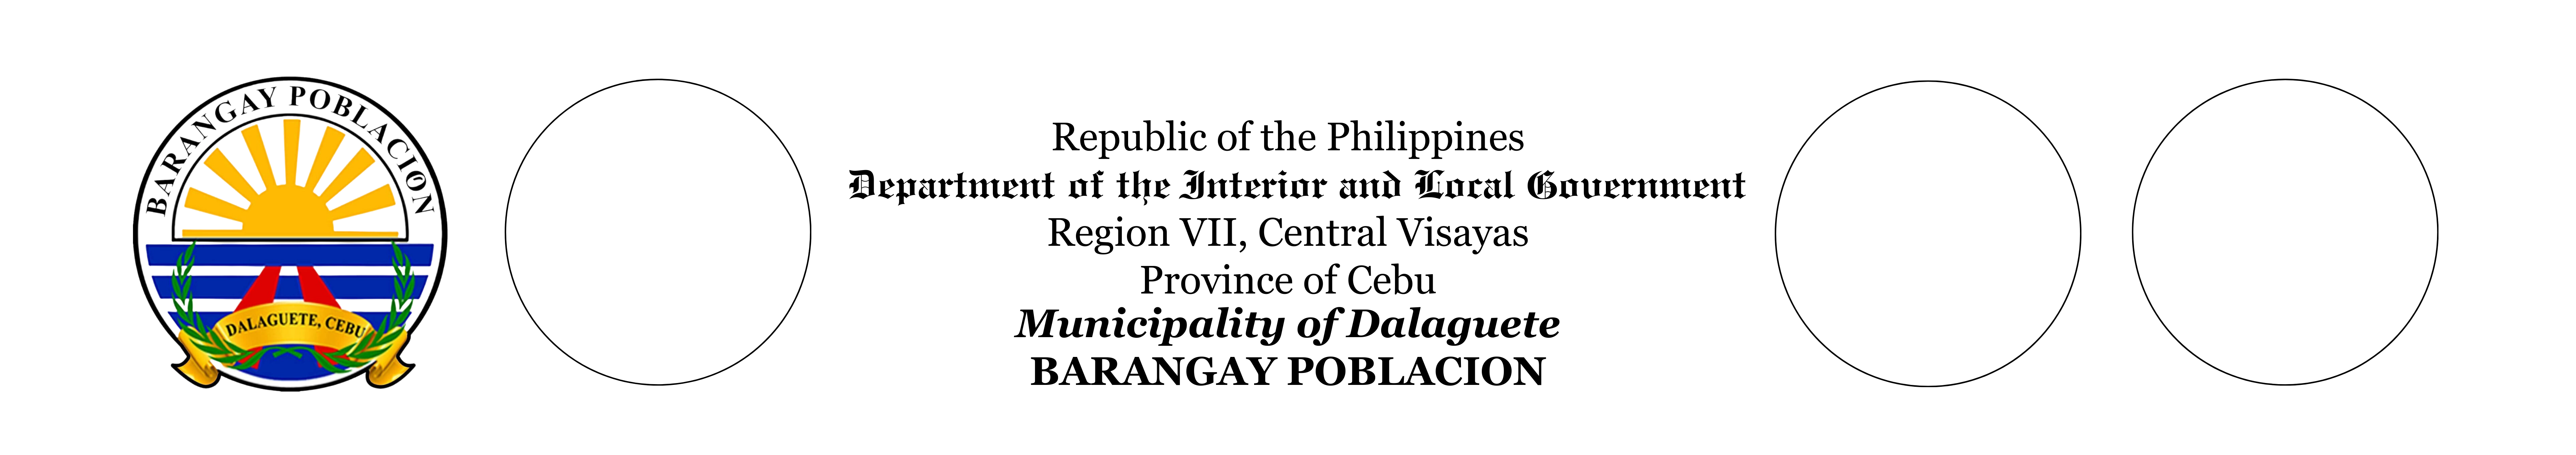 BARANGAY POBLACION
DALAGUETE, CEBU
Republic of the Philippines
Department of the Interior and Local Government
Region VII, Central Visayas
Province of Cebu
Municipality of Dalaguete
BARANGAY POBLACION